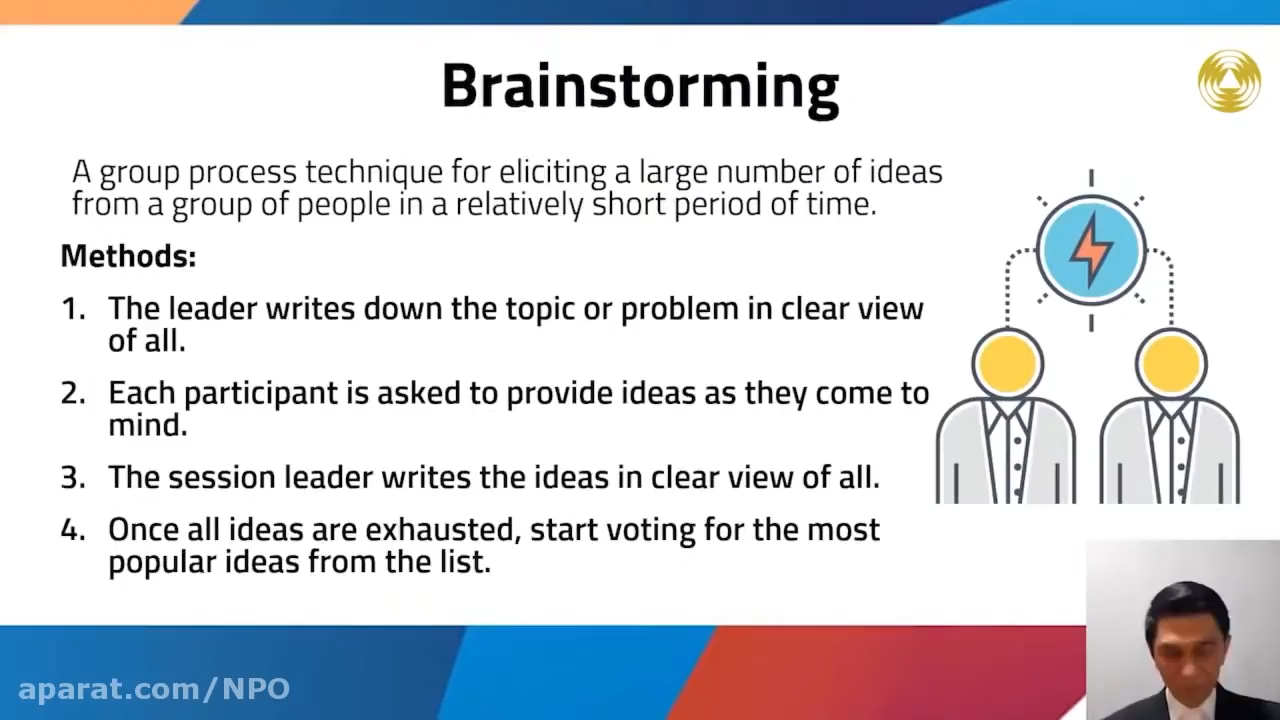 Brainstorming
A group process technique for eliciting a large number of ideas
from a group of people in a relatively short period of time.
Methods:
1. The leader writes down the topic or problem in clear view
of all.
2. Each participant is asked to provide ideas as they come to
mind.
3. The session leader writes the ideas in clear view of all.
4. Once all ideas are exhausted, start voting for the most
popular ideas from the list.
aparat.com/NPO